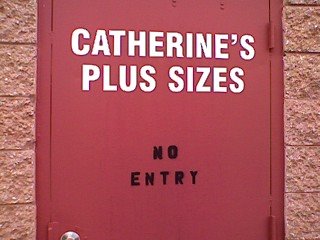 CATHERINE'S
PLUS SIZES
NO
ENTRY